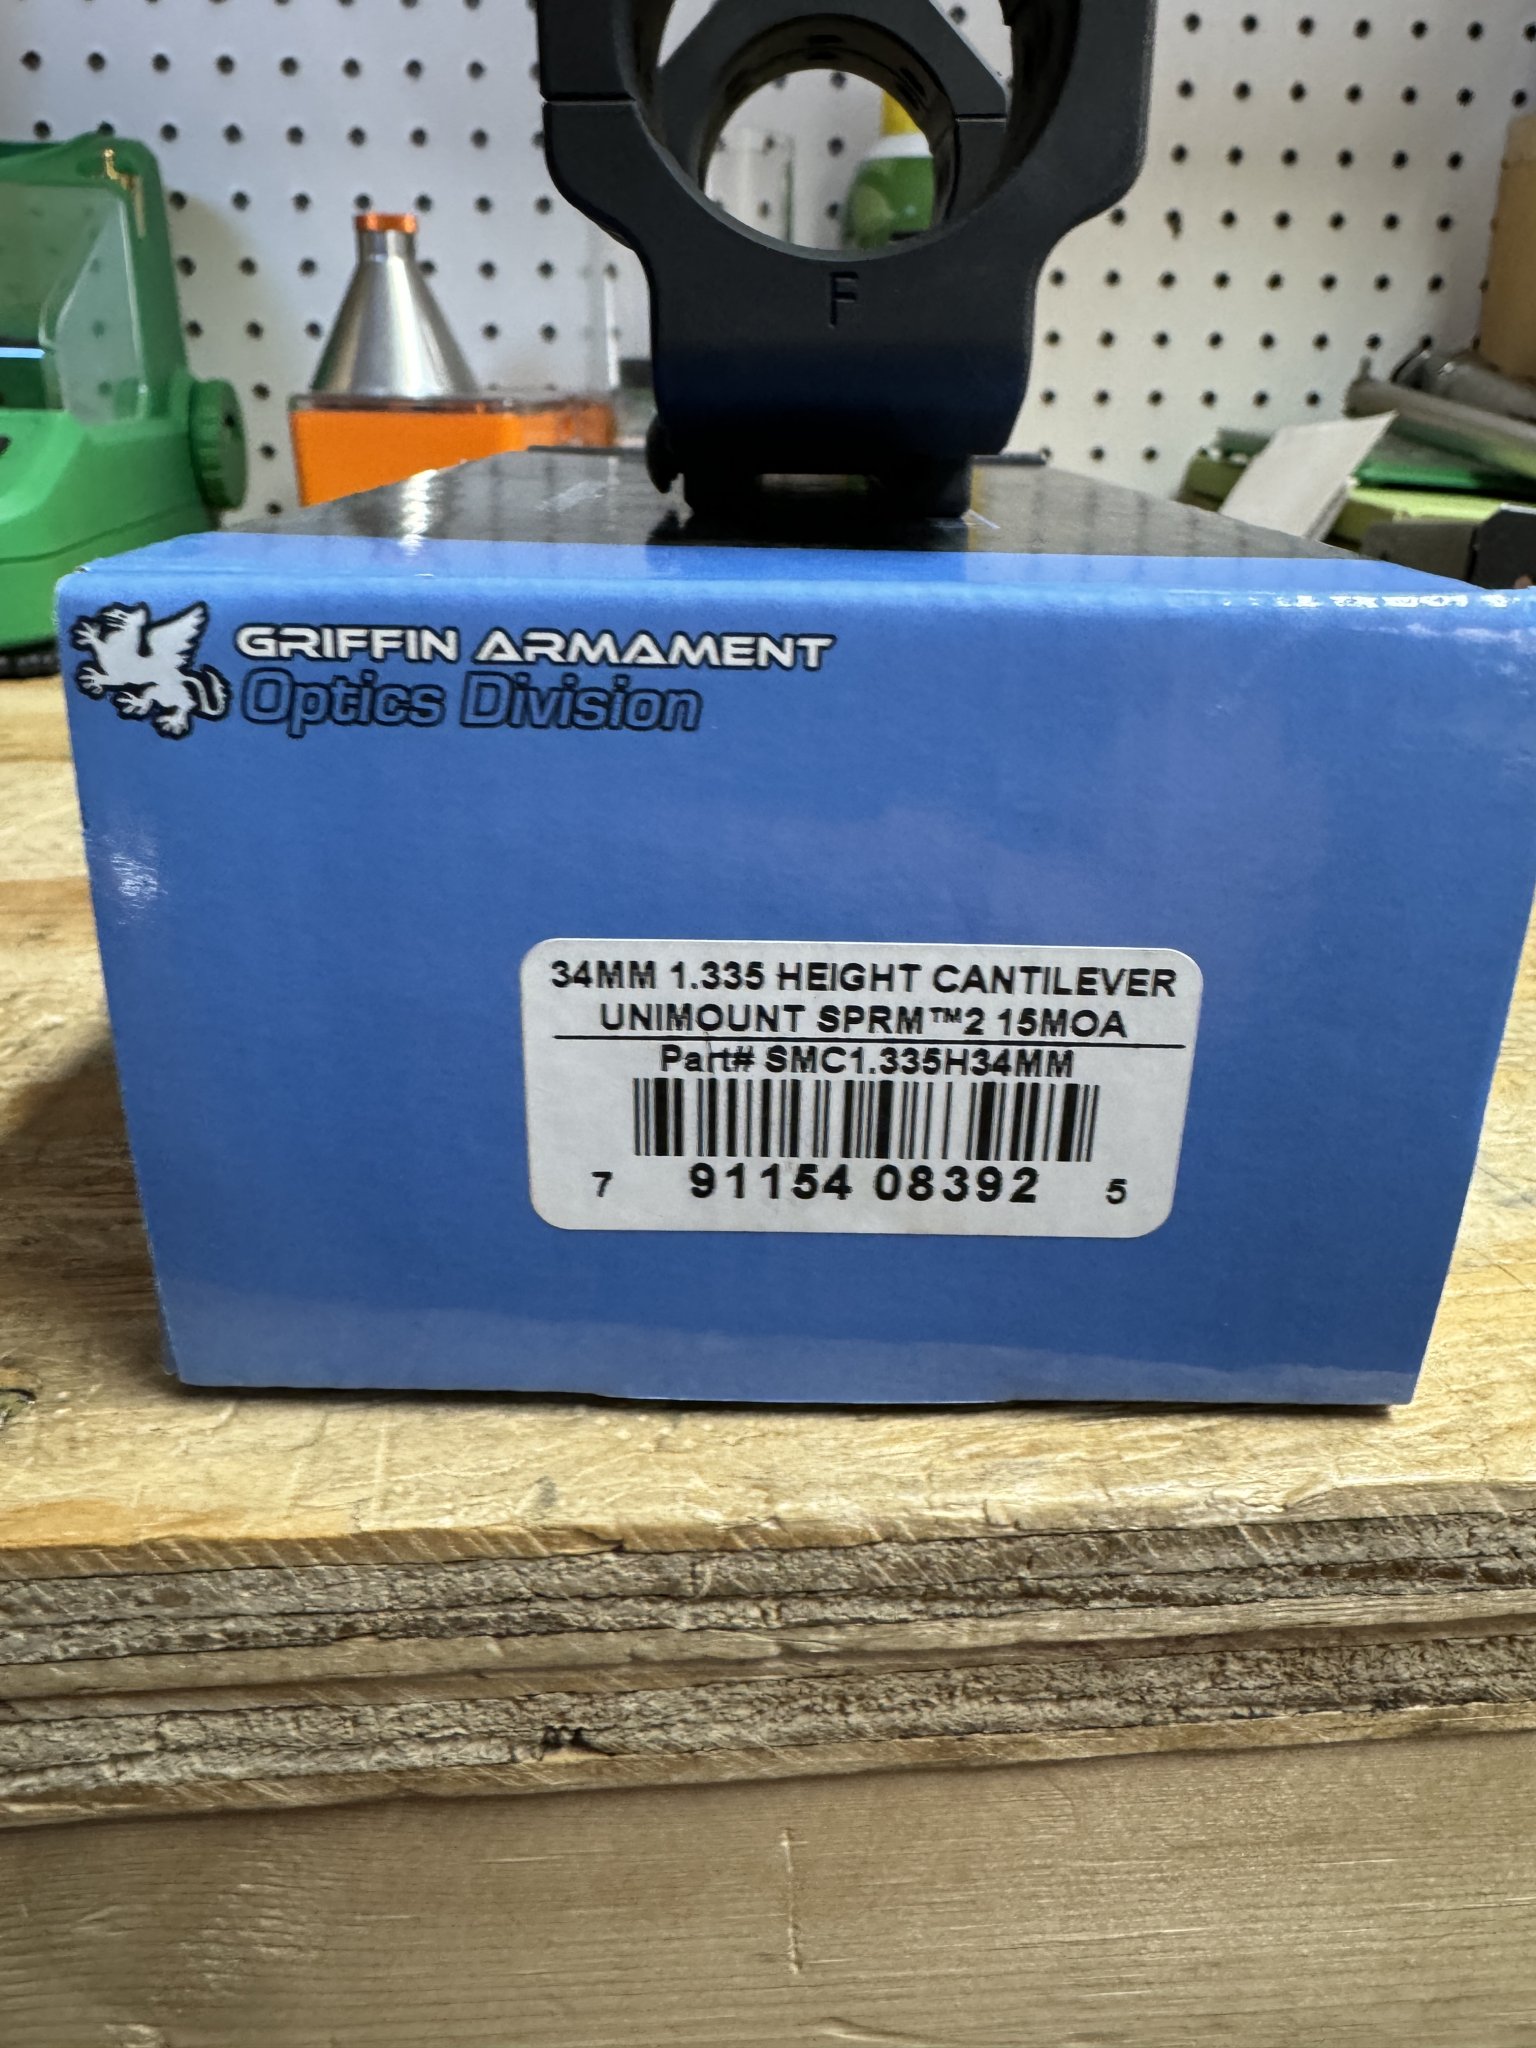 F
GRIFFIN ARMAMENT
Optics Division
34MM 1.335 HEIGHT CANTILEVER
UNIMOUNT SPRM™2 15MOA
Part# SMC1.335H34MM
7 91154 08392 5